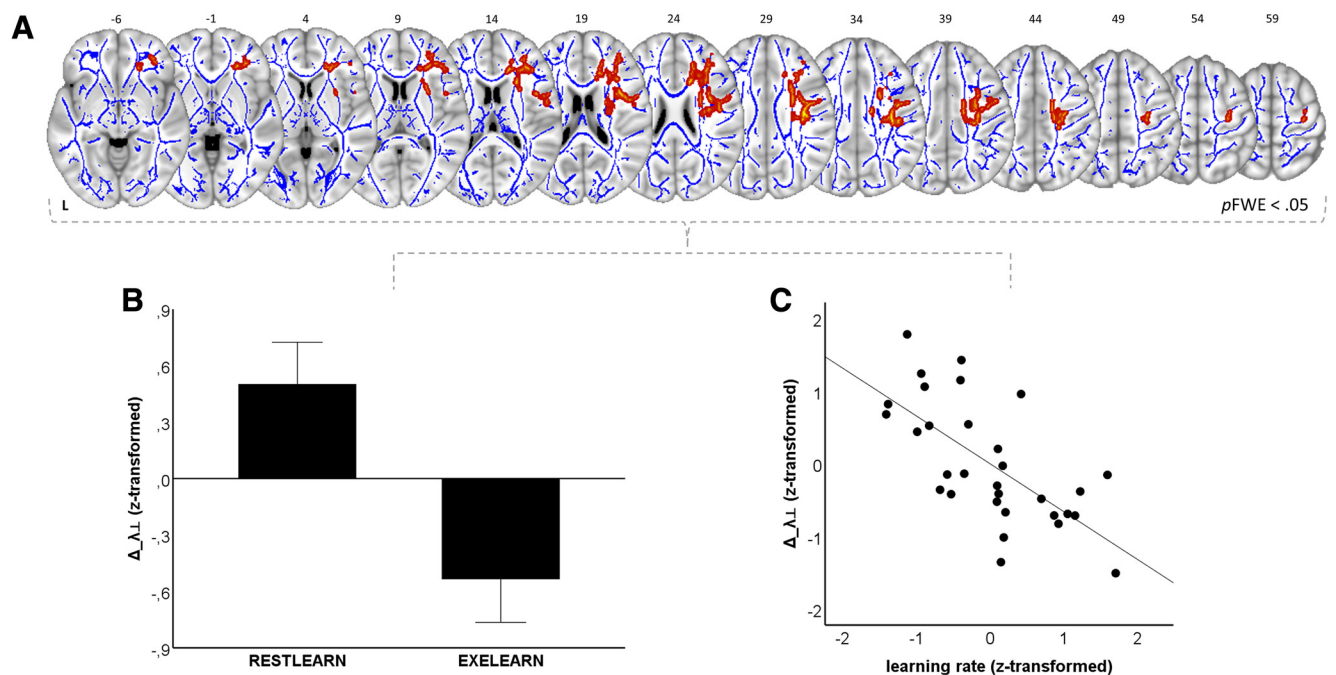 -6 -1 4 9 14 19 24 29 34 39 44 49 54 59
A
L
pFWE < .05
B
,9
,6
,3
,0
-,3
-,6
-,9
Δ_λ⊥ (z-transformed)
RESTLEARN EXELEARN
C
2
1
0
-1
-2
Δ_λ⊥ (z-transformed)
-2 -1 0 1 2
learning rate (z-transformed)